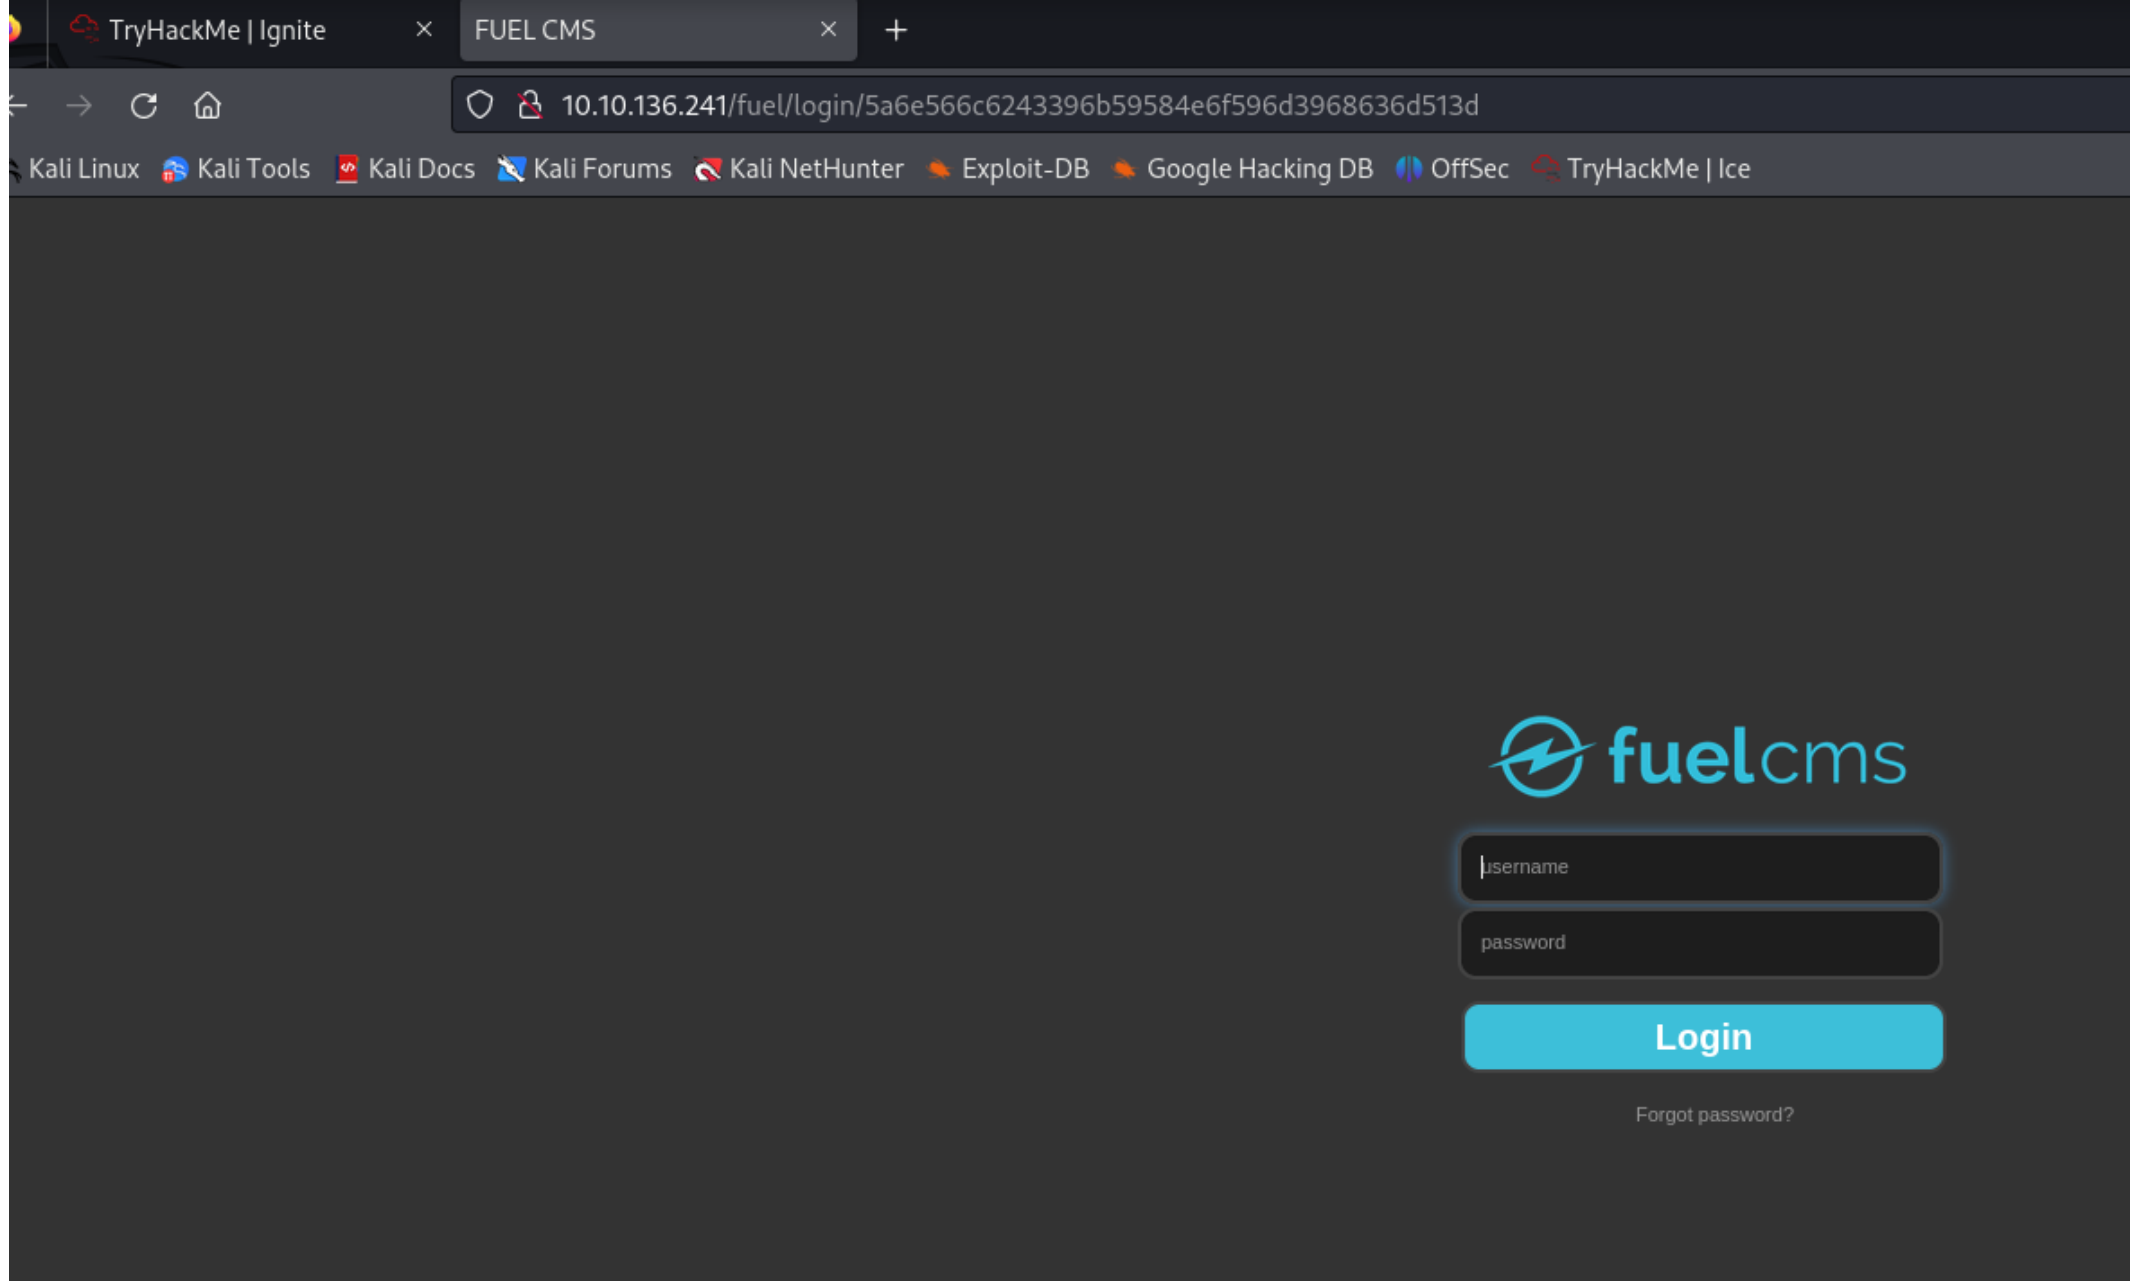 TryHackMe | Ignite
FUEL CMS
10.10.136.241/fuel/login/5a6e566c6243396b59584e6f596d3968636d513d
Kali Linux Kali Tools Kali Docs Kali Forums Kali NetHunter Exploit-DB Google Hacking DB OffSec TryHackMe | Ice
fuelcms
username
password
Login
Forgot password?